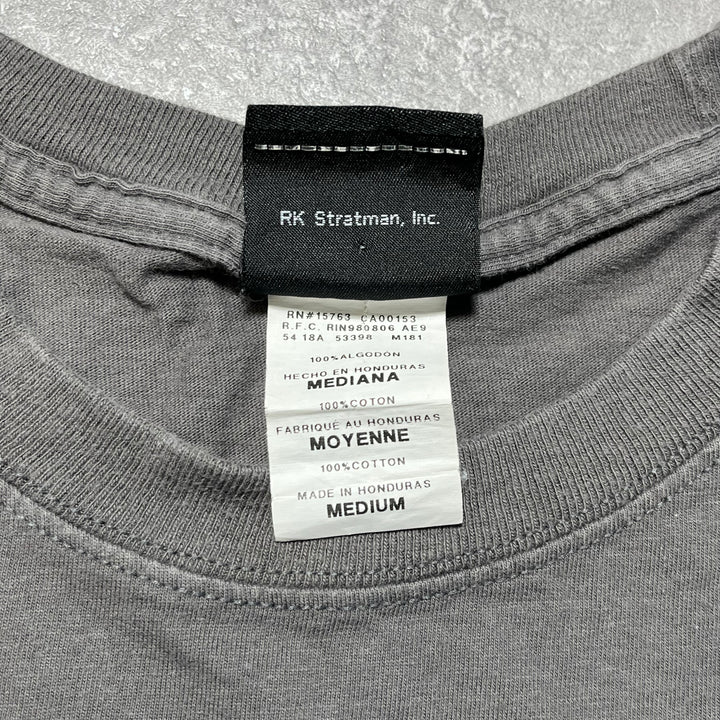 RK Stratman, Inc.
RN#15763 CA00153
R.F.C. RIN980806 AE9
54 18A 53398 M181
100%ALGODÓN
HECHO EN HONDURAS
MEDIANA
100%COTON
FABRIQUÉ AU HONDURAS
MOYENNE
100%COTTON
MADE IN HONDURAS
MEDIUM